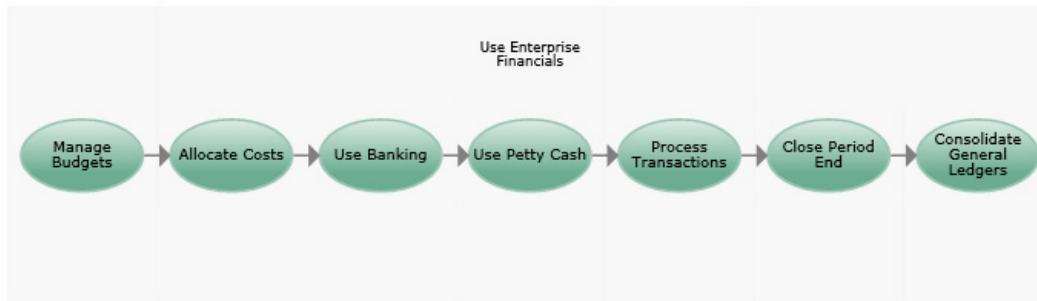 Use Enterprise
Financials
Manage
Budgets
Allocate Costs
Use Banking
Use Petty Cash
Process
Transactions
Close Period
End
Consolidate
General
Ledgers